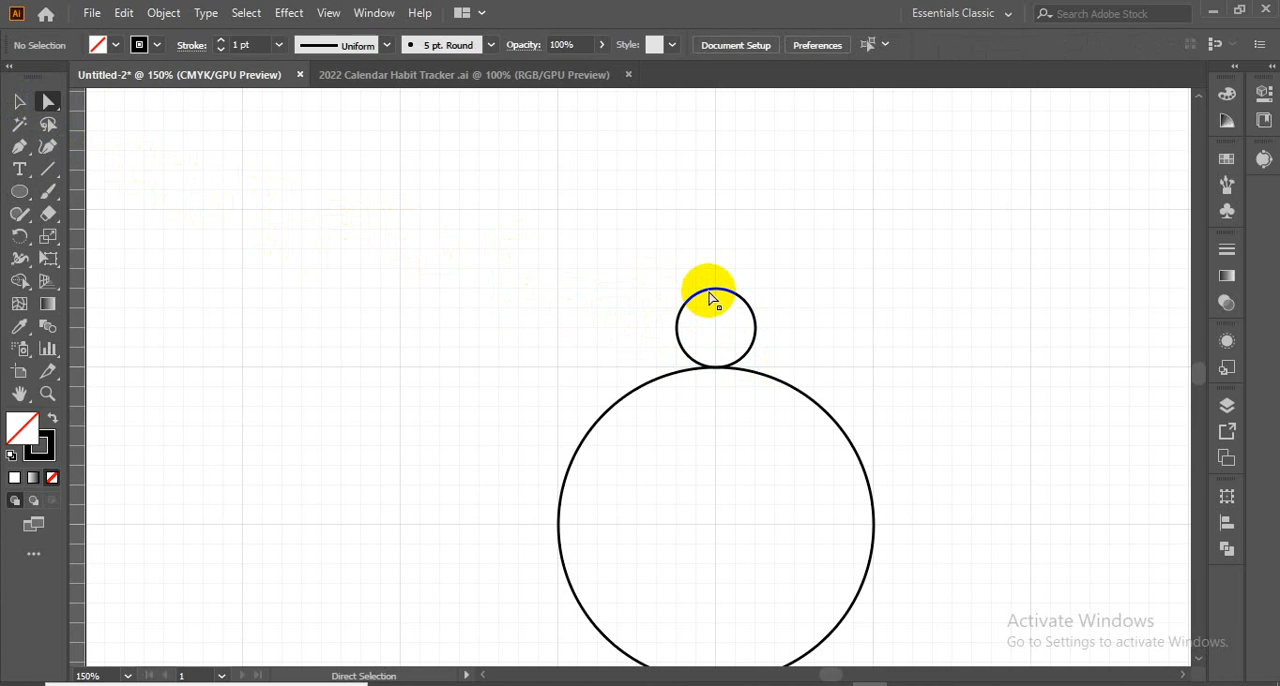 Ai File Edit Object Type Select Effect View Window Help Essentials Classic Search Adobe Stock
No Selection Stroke: 1 pt Uniform 5 pt. Round Opacity: 100% Style: Document Setup Preferences
Untitled-2* @ 150% (CMYK/GPU Preview) × 2022 Calendar Habit Tracker .ai @ 100% (RGB/GPU Preview) ×
T
Activate Windows
Go to Settings to activate Windows.
150% 1 Direct Selection